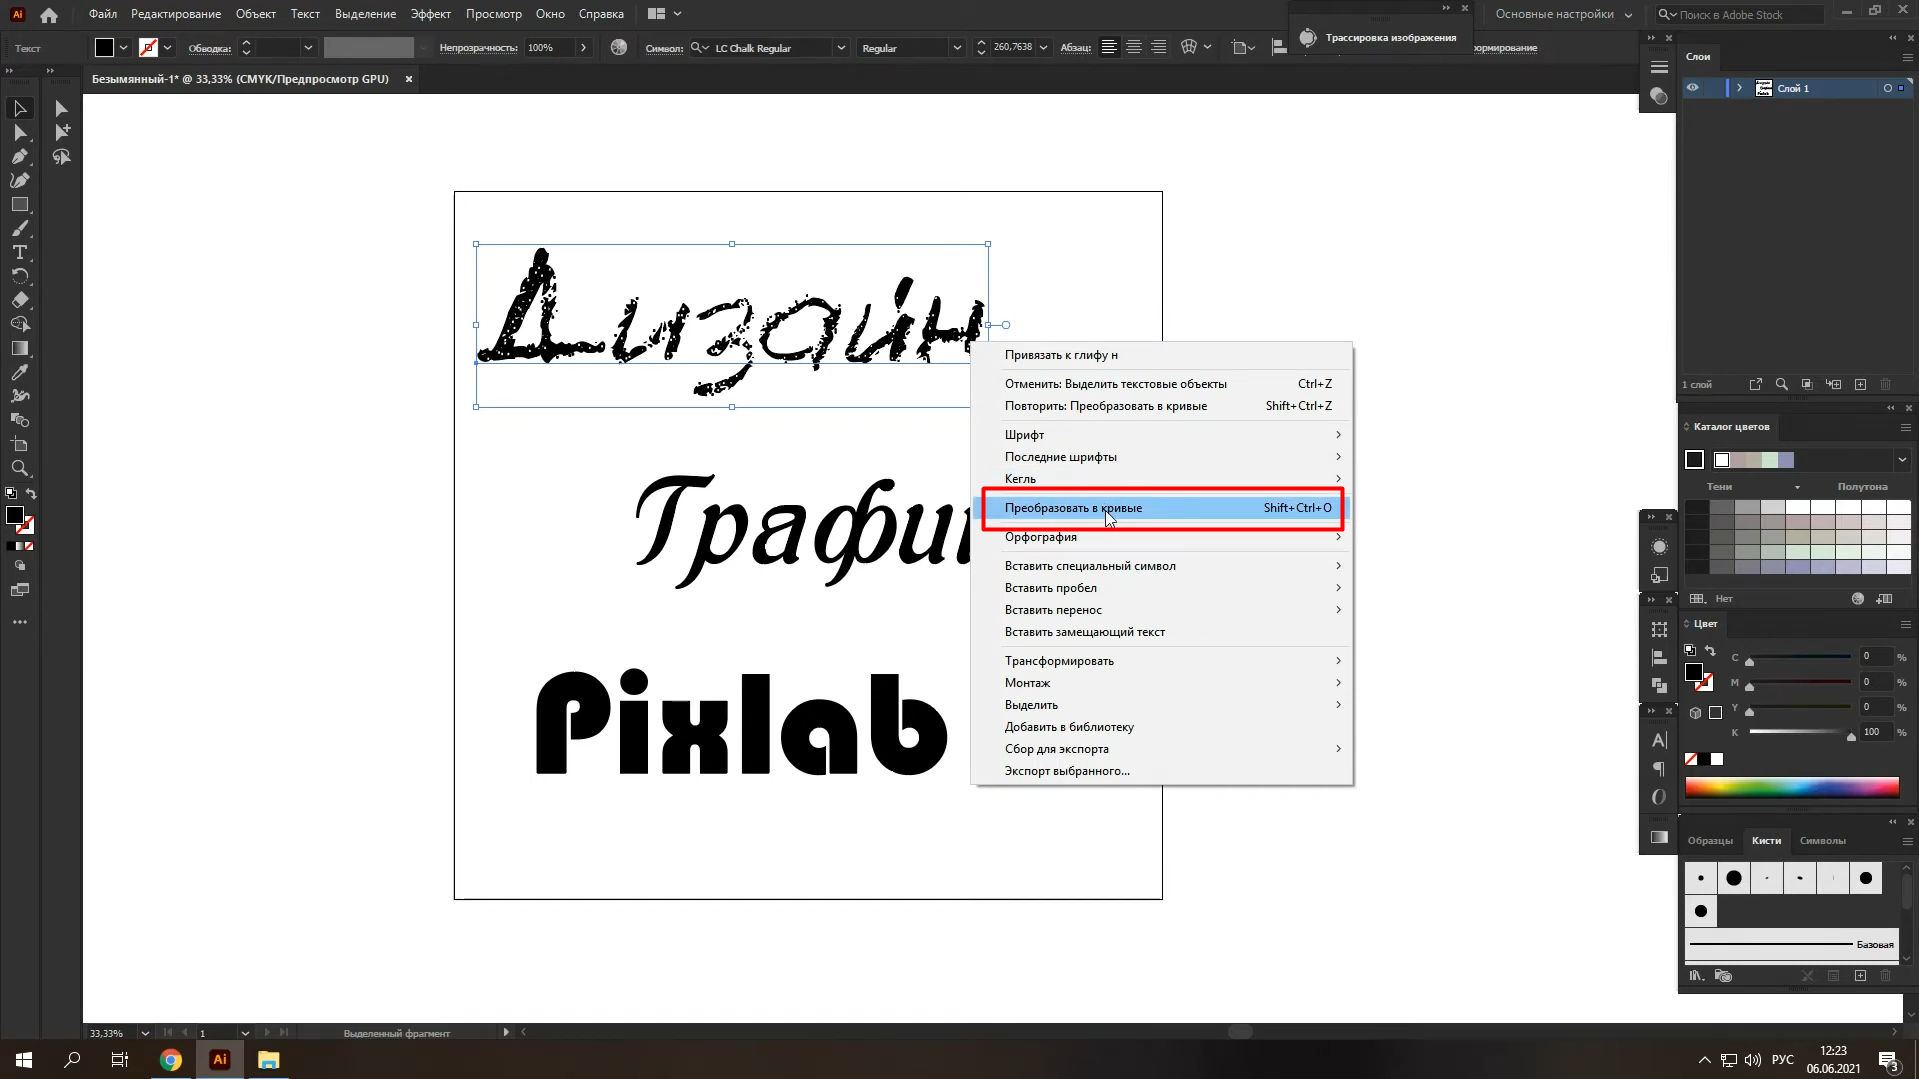 Ai Файл Редактирование Объект Текст Выделение Эффект Просмотр Окно Справка
Основные настройки
Поиск в Adobe Stock
Текст Обводка: Непрозрачность: 100% Символ: LC Chalk Regular Regular 260,7638 Абзац:
Трассировка изображения
Безымянный-1* @ 33,33% (CMYK/Предпросмотр GPU)
Слои
Слой 1
Дизайн
Графи
Pixlab
Привязать к глифу н
Отменить: Выделить текстовые объекты Ctrl+Z
Повторить: Преобразовать в кривые Shift+Ctrl+Z
Шрифт
Последние шрифты
Кегль
Преобразовать в кривые Shift+Ctrl+O
Орфография
Вставить специальный символ
Вставить пробел
Вставить перенос
Вставить замещающий текст
Трансформировать
Монтаж
Выделить
Добавить в библиотеку
Сбор для экспорта
Экспорт выбранного...
1 слой
Каталог цветов
Тени Полутона
Нет
Цвет
C 0 %
M 0 %
Y 0 %
K 100 %
Образцы Кисти Символы
Базовая
33,33% 1 Выделенный фрагмент
Ai
РУС
12:23
06.06.2021
3